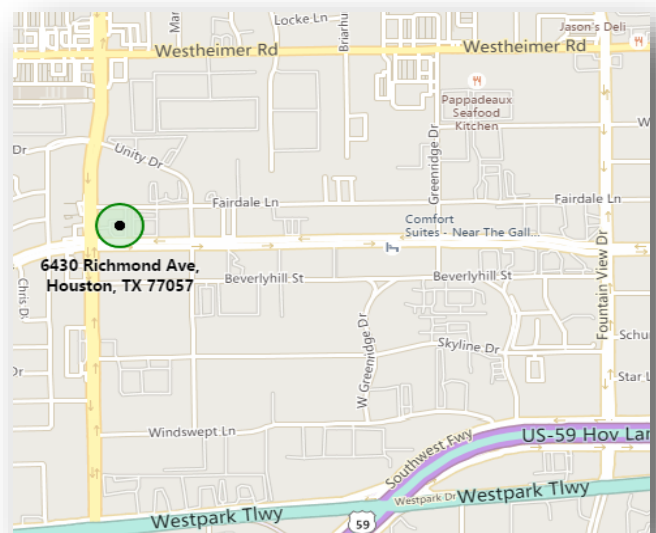 Locke Ln
Jason's Deli
Westheimer Rd
Westheimer Rd
Pappadeaux
Seafood
Kitchen
Unity Dr
Dr
Greenridge Dr
Fairdale Ln
Fairdale Ln
Comfort
Suites - Near The Gall...
6430 Richmond Ave,
Houston, TX 77057
Beverlyhill St
Beverlyhill St
Fountain View Dr
W Greenridge Dr
Skyline Dr
Dr
Windswept Ln
Southwest Fwy
US-59 Hov
Westpark Dr
Westpark Tlwy
Westpark Tlwy
59